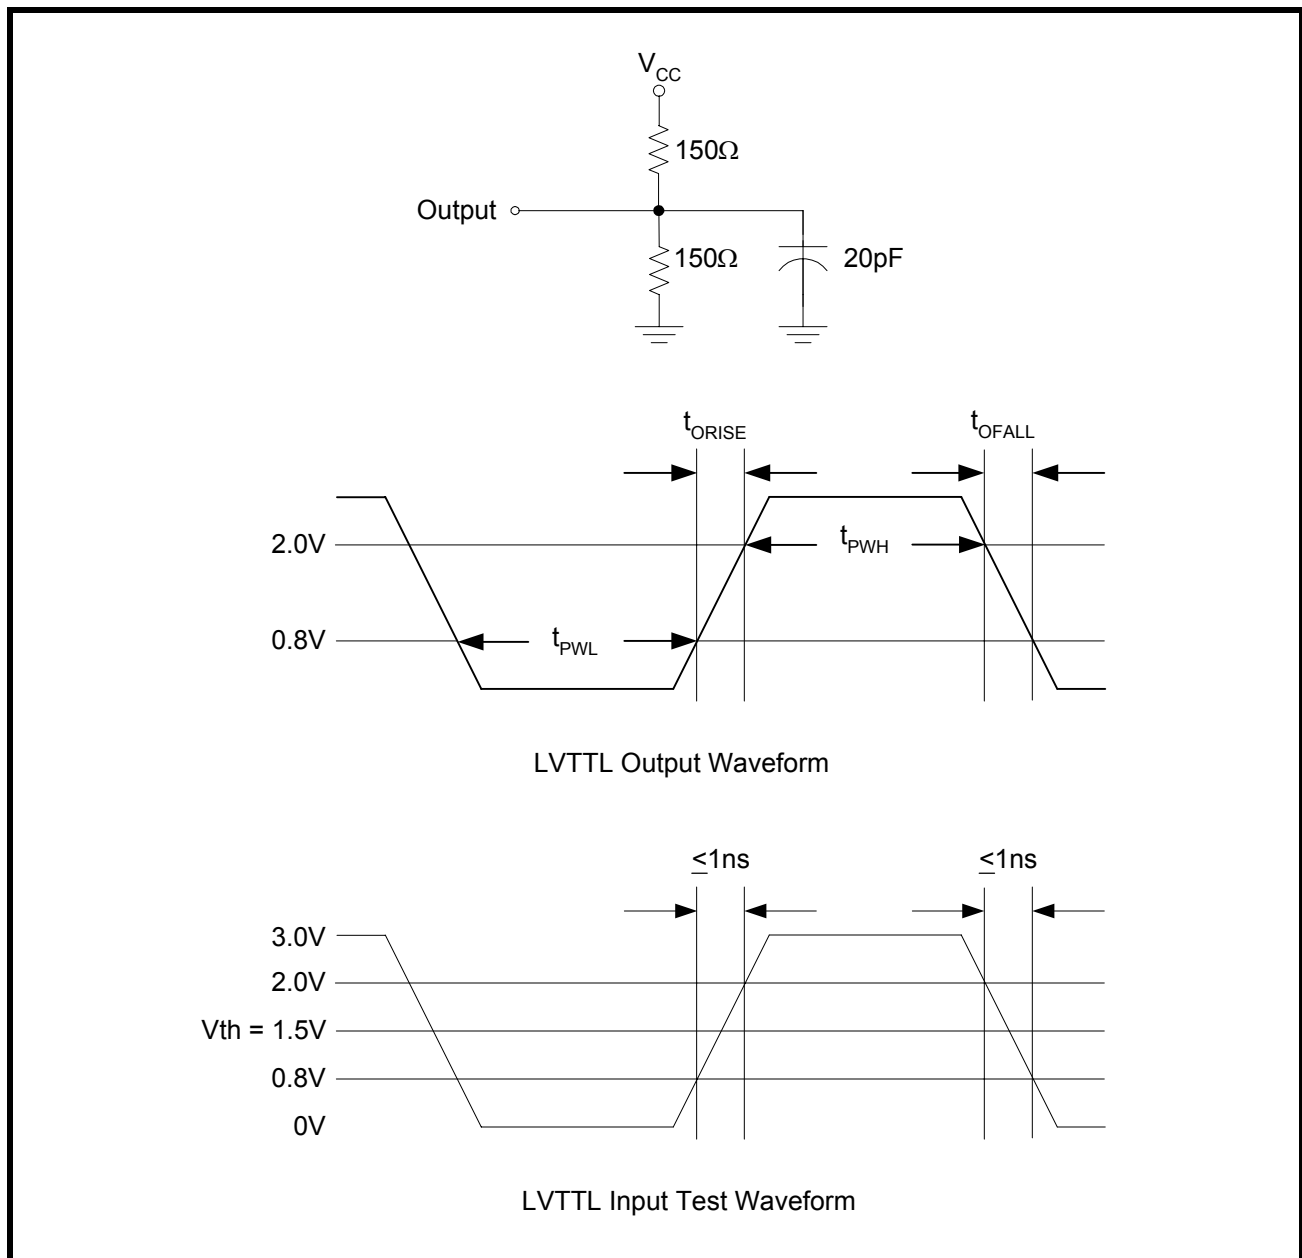 VCC
150Ω
Output
150Ω
20pF
tORISE
tOFALL
2.0V
tPWH
0.8V
tPWL
LVTTL Output Waveform
≤1ns
≤1ns
3.0V
2.0V
Vth = 1.5V
0.8V
0V
LVTTL Input Test Waveform